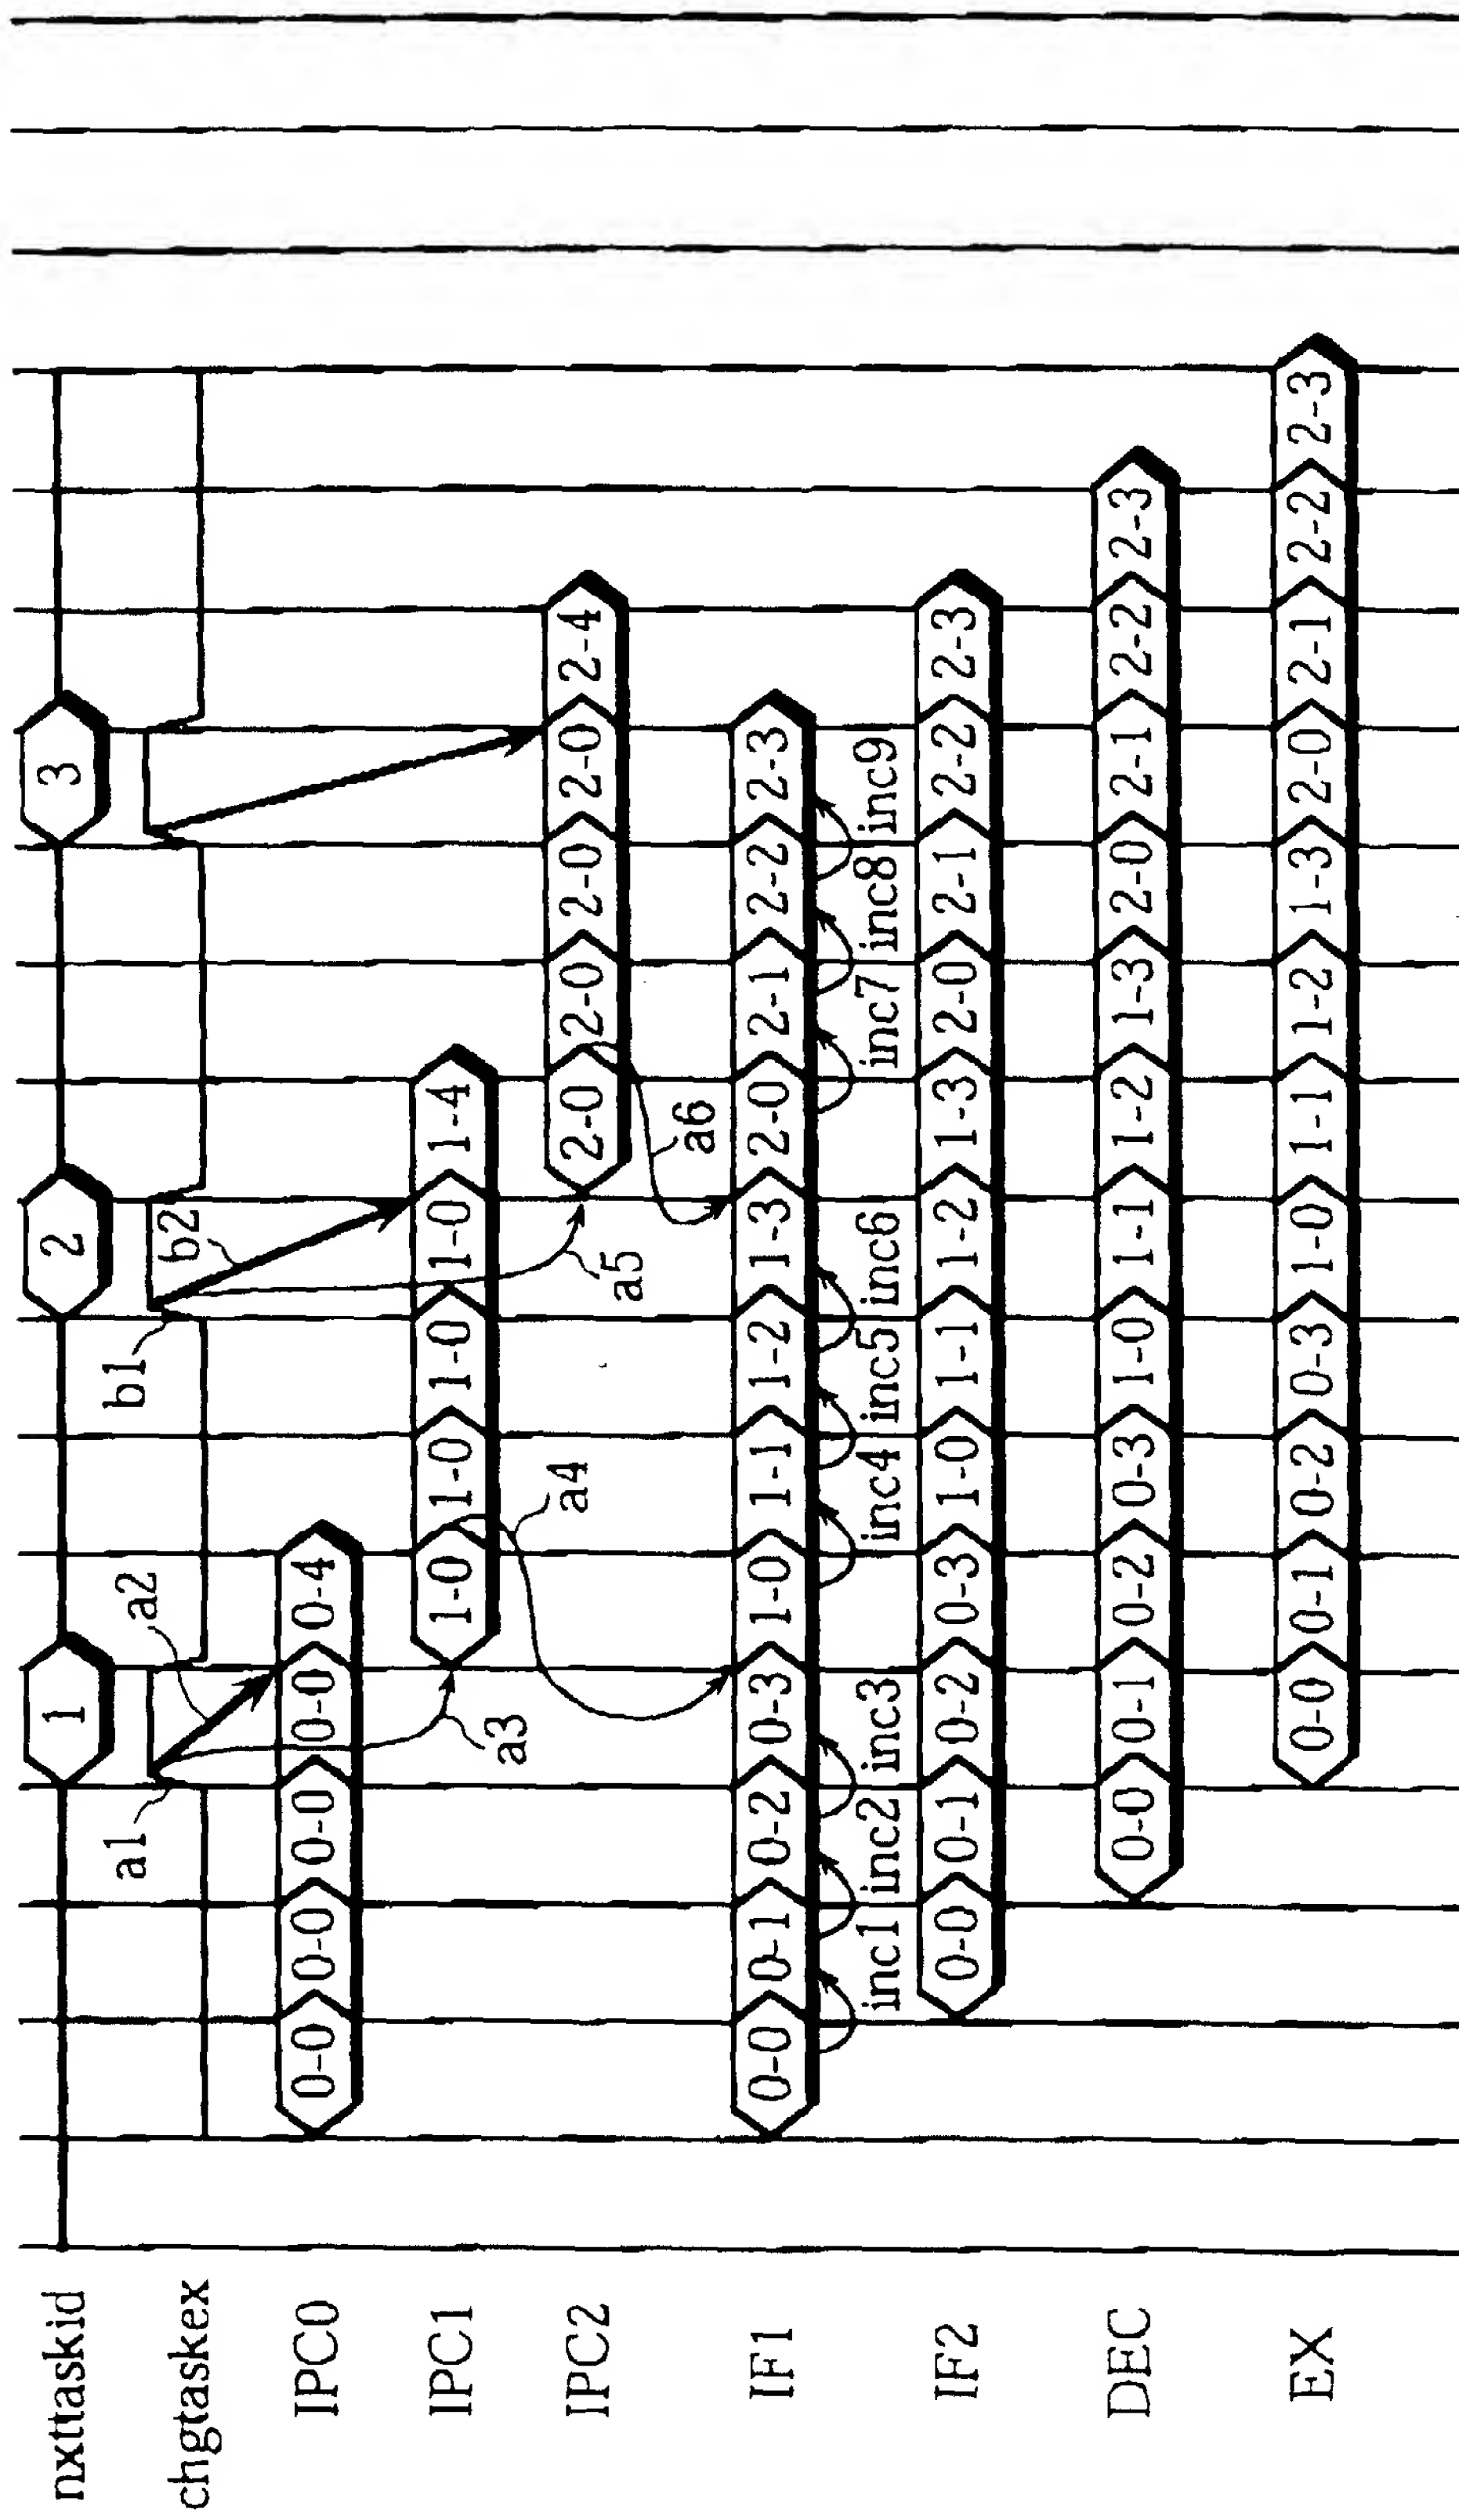 nxttaskid 1 2 3
chgtaskex a1 a2 b1 b2
IPC0 0-0 0-0 0-0 0-0 0-4
a3
IPC1 1-0 1-0 1-0 1-0 1-4
a4 a5
IPC2 2-0 2-0 2-0 2-0 2-4
a6
IF1 0-0 0-1 0-2 0-3 1-0 1-1 1-2 1-3 2-0 2-1 2-2 2-3
inc1 inc2 inc3 inc4 inc5 inc6 inc7 inc8 inc9
IF2 0-0 0-1 0-2 0-3 1-0 1-1 1-2 1-3 2-0 2-1 2-2 2-3
DEC 0-0 0-1 0-2 0-3 1-0 1-1 1-2 1-3 2-0 2-1 2-2 2-3
EX 0-0 0-1 0-2 0-3 1-0 1-1 1-2 1-3 2-0 2-1 2-2 2-3